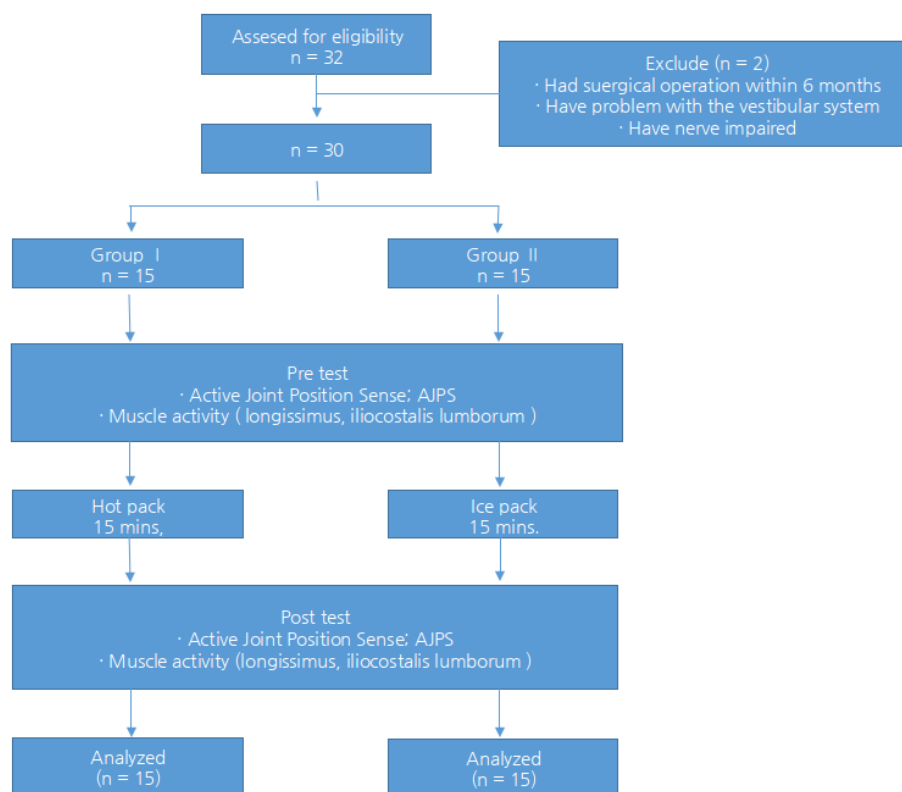 Assesed for eligibility
n = 32
Exclude (n = 2)
· Had suergical operation within 6 months
· Have problem with the vestibular system
· Have nerve impaired
n = 30
Group Ⅰ
n = 15
Group Ⅱ
n = 15
Pre test
· Active Joint Position Sense; AJPS
· Muscle activity ( longissimus, iliocostalis lumborum )
Hot pack
15 mins,
Ice pack
15 mins.
Post test
· Active Joint Position Sense; AJPS
· Muscle activity (longissimus, iliocostalis lumborum )
Analyzed
(n = 15)
Analyzed
(n = 15)